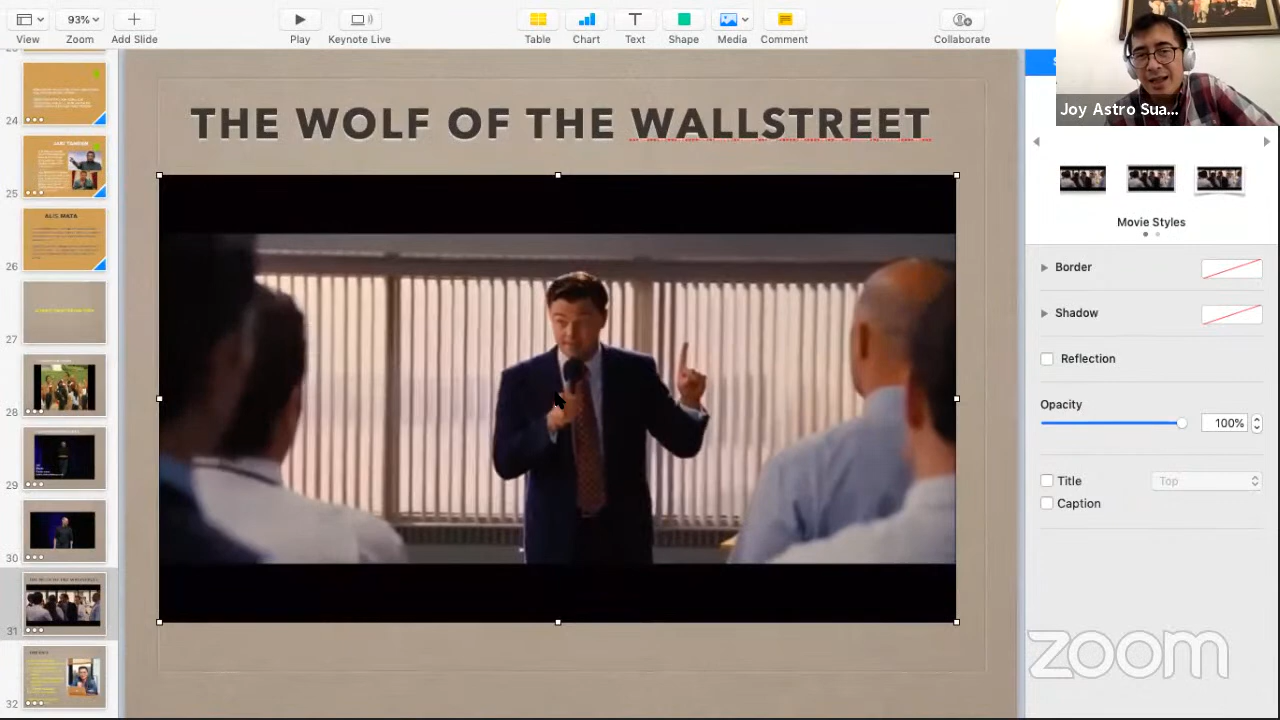 View
93%
Zoom
Add Slide
Play
Keynote Live
Table
Chart
Text
Shape
Media
Comment
Collaborate
Joy Astro Sua...
THE WOLF OF THE WALLSTREET
24
25
26
27
28
29
30
31
32
Movie Styles
Border
Shadow
Reflection
Opacity
100%
Title
Top
Caption
zoom